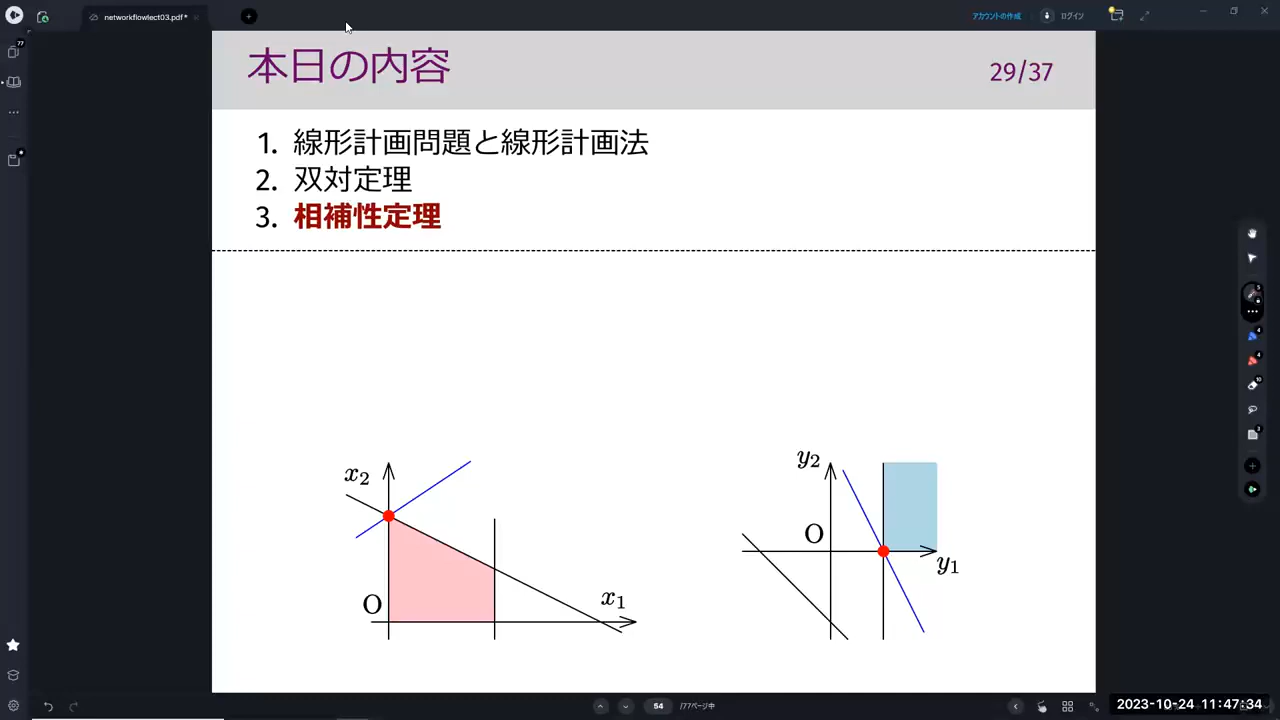 networkflowlect03.pdf*
アカウントの作成
ログイン
77
本日の内容
29/37
1. 線形計画問題と線形計画法
2. 双対定理
3. 相補性定理
x2
O
x1
y2
O
y1
54
/77ページ中
2023-10-24 11:47:34